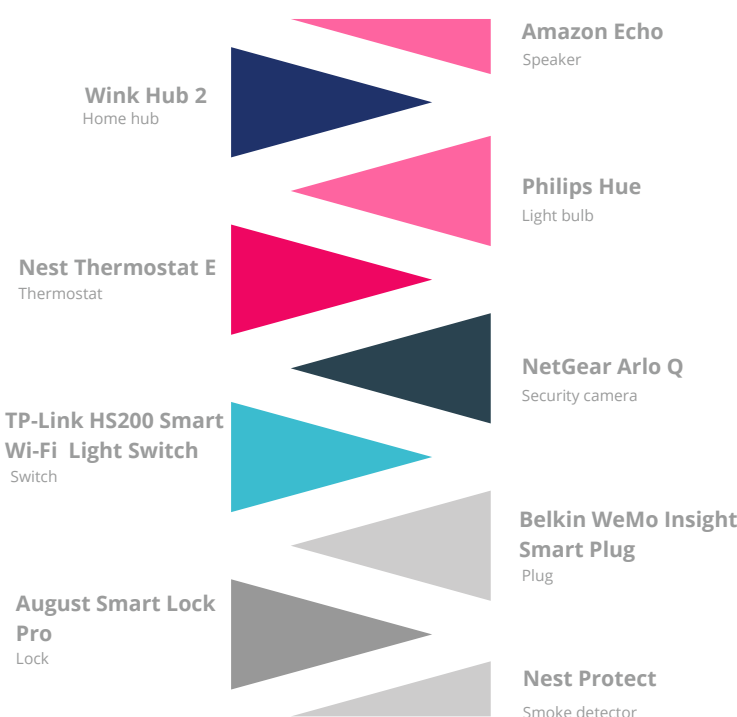 Amazon Echo
Speaker
Wink Hub 2
Home hub
Philips Hue
Light bulb
Nest Thermostat E
Thermostat
NetGear Arlo Q
Security camera
TP-Link HS200 Smart
Wi-Fi  Light Switch
Switch
Belkin WeMo Insight
Smart Plug
Plug
August Smart Lock
Pro
Lock
Nest Protect
Smoke detector